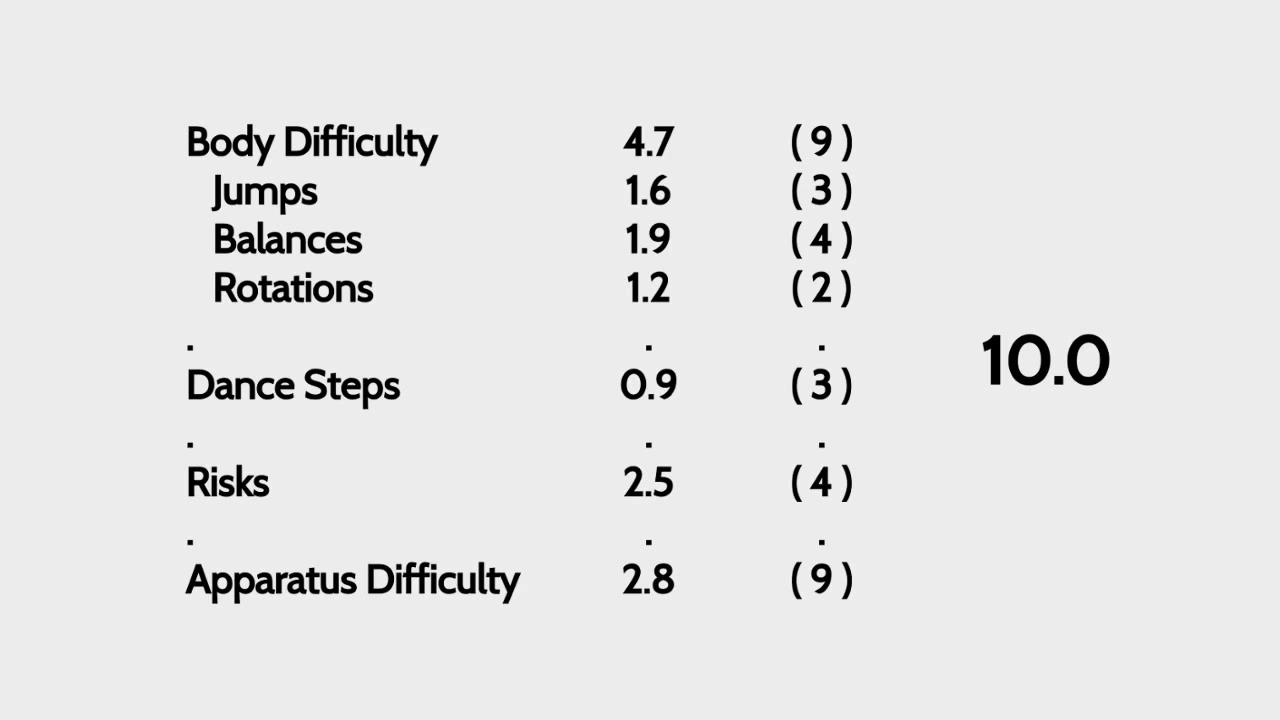 Body Difficulty 4.7 ( 9 )
Jumps 1.6 ( 3 )
Balances 1.9 ( 4 )
Rotations 1.2 ( 2 )
. . .
10.0
Dance Steps 0.9 ( 3 )
. . .
Risks 2.5 ( 4 )
. . .
Apparatus Difficulty 2.8 ( 9 )